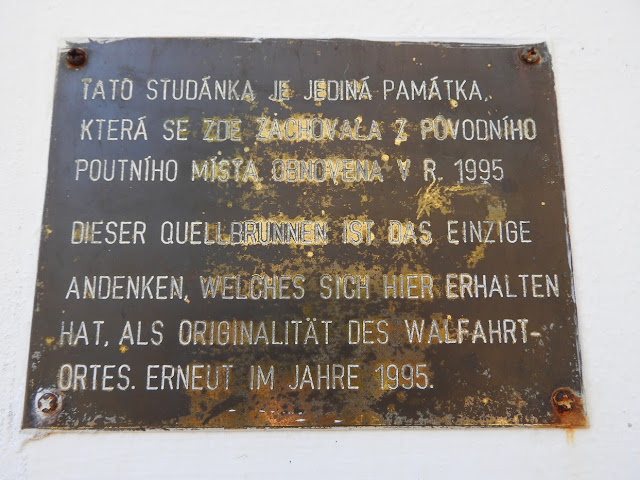 TATO STUDÁNKA JE JEDINÁ PAMÁTKA,
KTERÁ SE ZDE ZACHOVALA Z PŮVODNÍHO
POUTNÍHO MÍSTA. OBNOVENA V R. 1995
DIESER QUELLBRUNNEN IST DAS EINZIGE
ANDENKEN, WELCHES SICH HIER ERHALTEN
HAT, ALS ORIGINALITÄT DES WALFAHRT-
ORTES. ERNEUT IM JAHRE 1995.